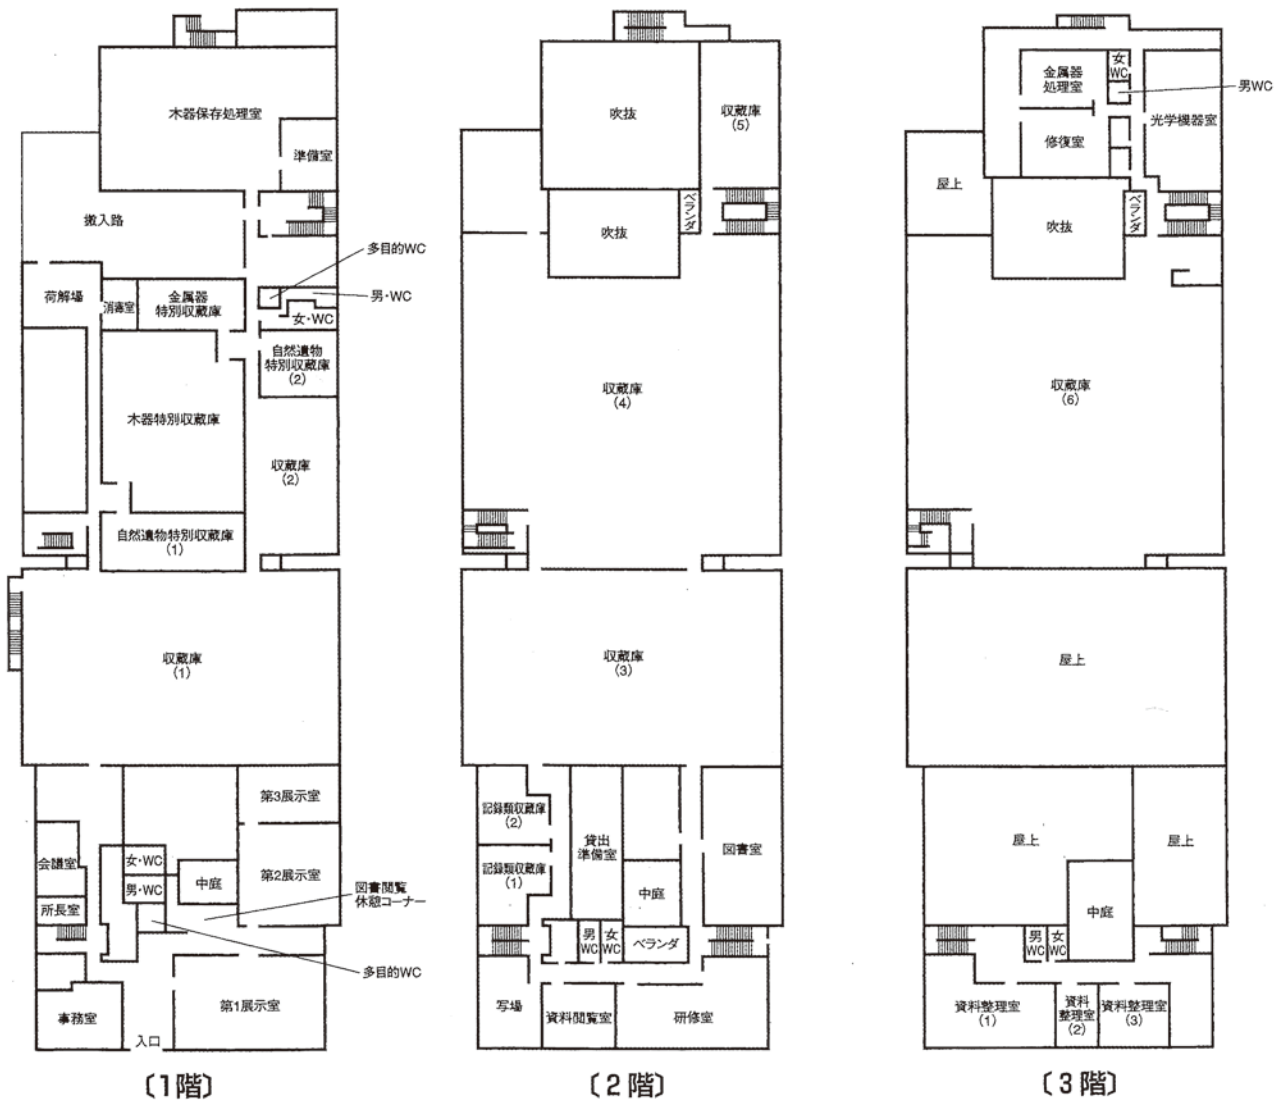 木器保存処理室
準備室
搬入路
多目的WC
荷解場
消毒室
金属器
特別収蔵庫
男・WC
女・WC
自然遺物
特別収蔵庫
(2)
木器特別収蔵庫
収蔵庫
(2)
自然遺物特別収蔵庫
(1)
収蔵庫
(1)
第3展示室
会議室
女・WC
男・WC
中庭
第2展示室
図書閲覧
休憩コーナー
所長室
多目的WC
事務室
第1展示室
入口
〔1階〕
吹抜
収蔵庫
(5)
ベランダ
吹抜
収蔵庫
(4)
収蔵庫
(3)
記録類収蔵庫
(2)
貸出
準備室
図書室
記録類収蔵庫
(1)
中庭
男
WC
女
WC
ベランダ
写場
資料閲覧室
研修室
〔2階〕
女
WC
金属器
処理室
男WC
光学機器室
修復室
屋上
ベランダ
吹抜
収蔵庫
(6)
屋上
屋上
屋上
中庭
男
WC
女
WC
資料整理室
(1)
資料
整理室
(2)
資料整理室
(3)
〔3階〕